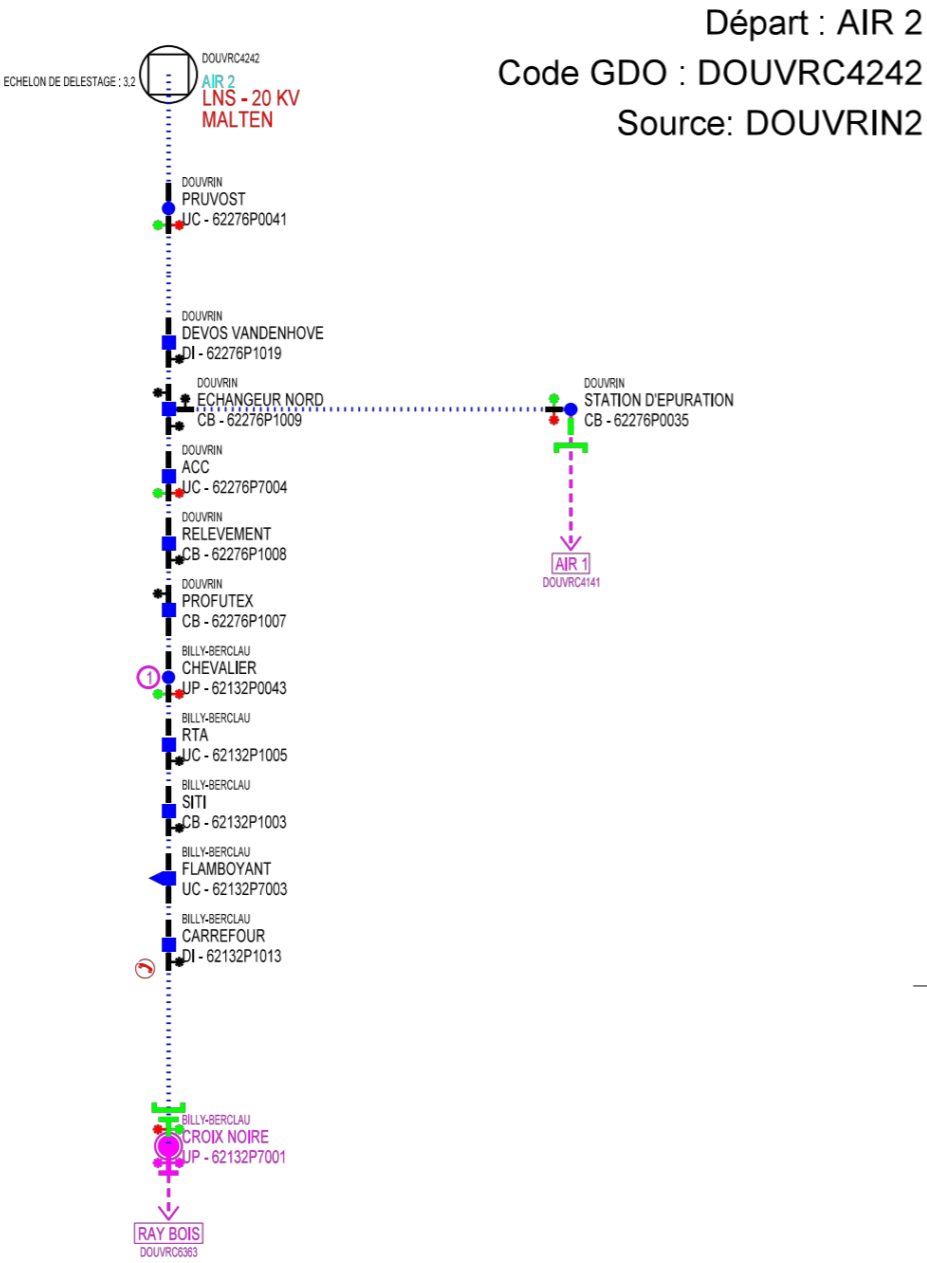 Départ : AIR 2
Code GDO : DOUVRC4242
Source: DOUVRIN2
DOUVRC4242
ECHELON DE DELESTAGE : 3,2
AIR 2
LNS - 20 KV
MALTEN
DOUVRIN
PRUVOST
UC - 62276P0041
DOUVRIN
DEVOS VANDENHOVE
DI - 62276P1019
DOUVRIN
ECHANGEUR NORD
CB - 62276P1009
DOUVRIN
STATION D'EPURATION
CB - 62276P0035
AIR 1
DOUVRC4141
DOUVRIN
ACC
UC - 62276P7004
DOUVRIN
RELEVEMENT
CB - 62276P1008
DOUVRIN
PROFUTEX
CB - 62276P1007
BILLY-BERCLAU
CHEVALIER
1
UP - 62132P0043
BILLY-BERCLAU
RTA
UC - 62132P1005
BILLY-BERCLAU
SITI
CB - 62132P1003
BILLY-BERCLAU
FLAMBOYANT
UC - 62132P7003
BILLY-BERCLAU
CARREFOUR
DI - 62132P1013
BILLY-BERCLAU
CROIX NOIRE
UP - 62132P7001
RAY BOIS
DOUVRC6363